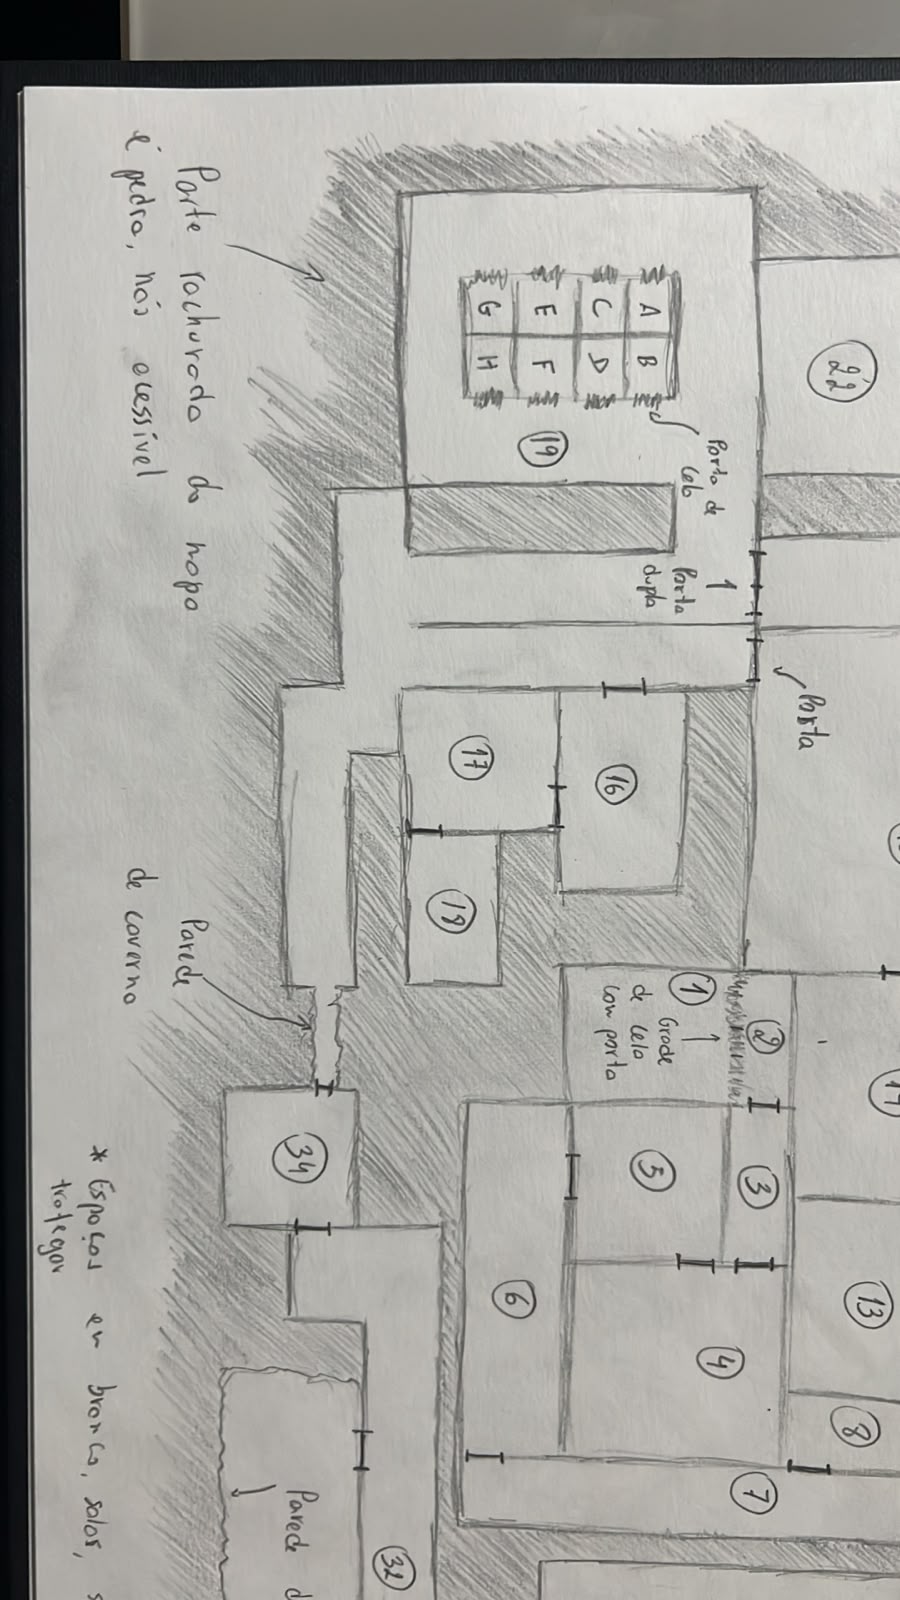 Parte rachurada do mapa
é pedra, não acessível
Parede
de caverna
* Espaços em branco, salas, s
trafegar
A
B
C
D
E
F
G
H
Porta de
Cela
19
22
1
Porta
dupla
Porta
16
17
18
1
Grade
de cela
com porta
2
3
5
6
4
13
8
7
34
32
Parede d